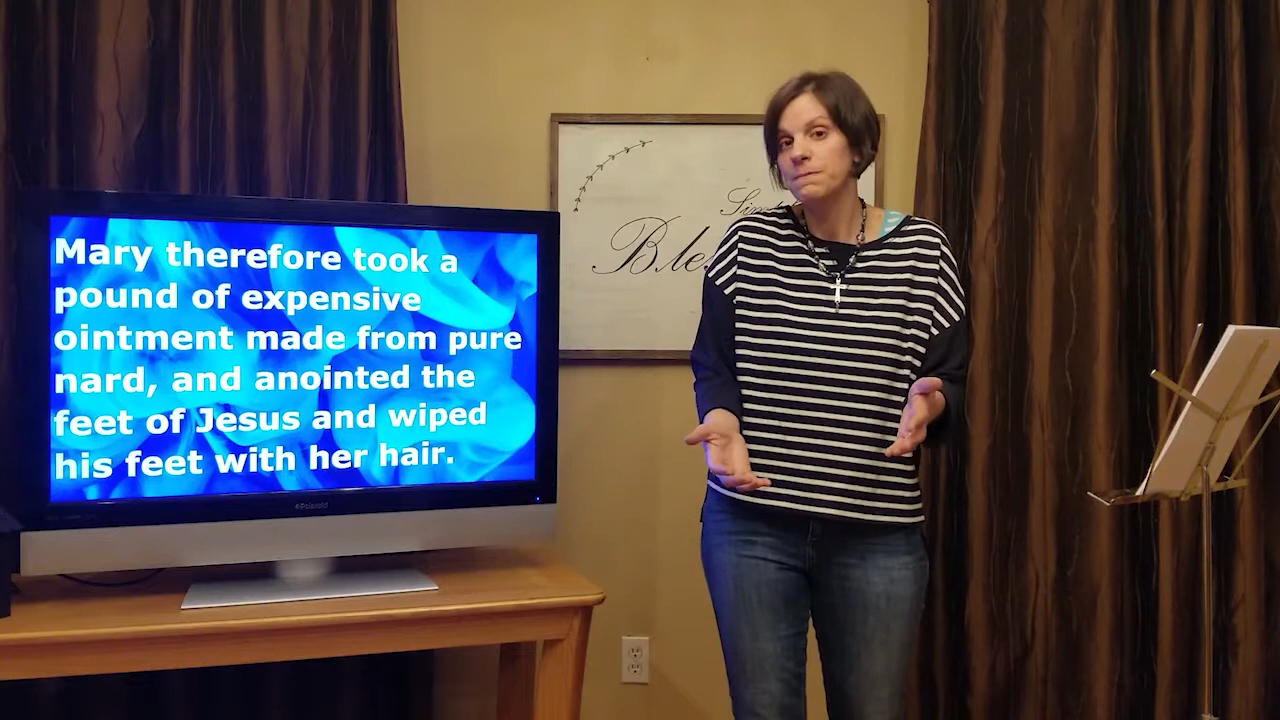 Mary therefore took a
pound of expensive
ointment made from pure
nard, and anointed the
feet of Jesus and wiped
his feet with her hair.
Polaroid